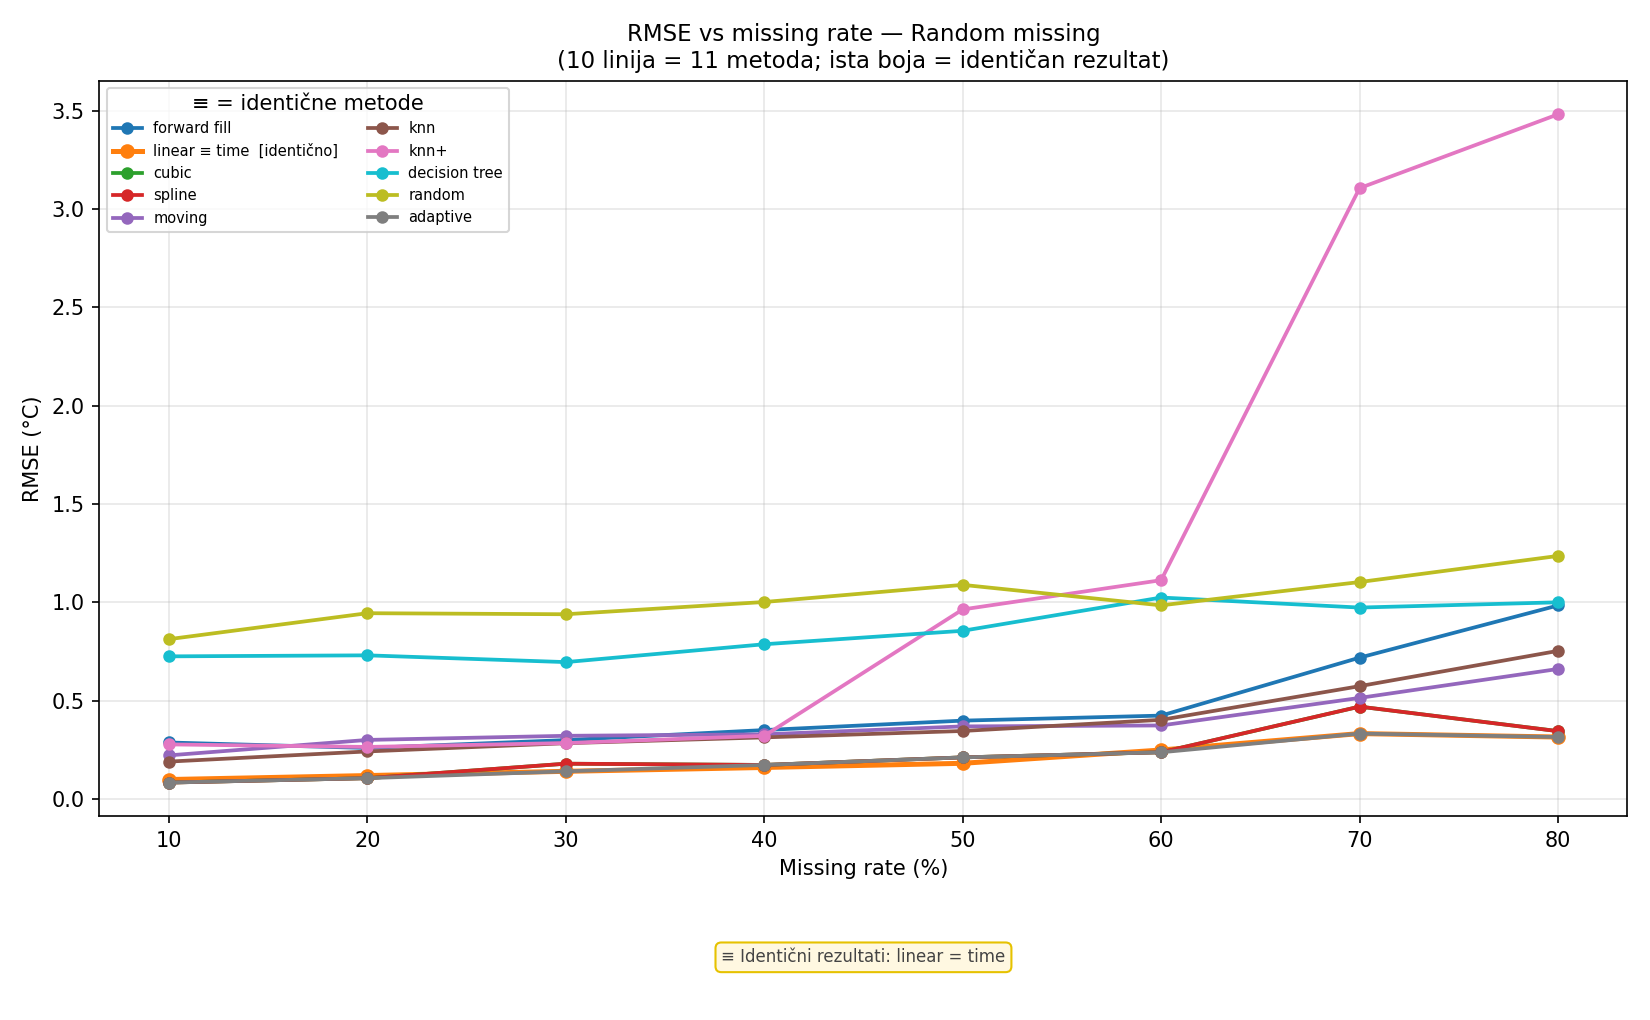 RMSE vs missing rate — Random missing
(10 linija = 11 metoda; ista boja = identičan rezultat)
≡ = identične metode
forward fill
linear ≡ time [identično]
cubic
spline
moving
knn
knn+
decision tree
random
adaptive
RMSE (°C)
3.5
3.0
2.5
2.0
1.5
1.0
0.5
0.0
10 20 30 40 50 60 70 80
Missing rate (%)
≡ Identični rezultati: linear = time